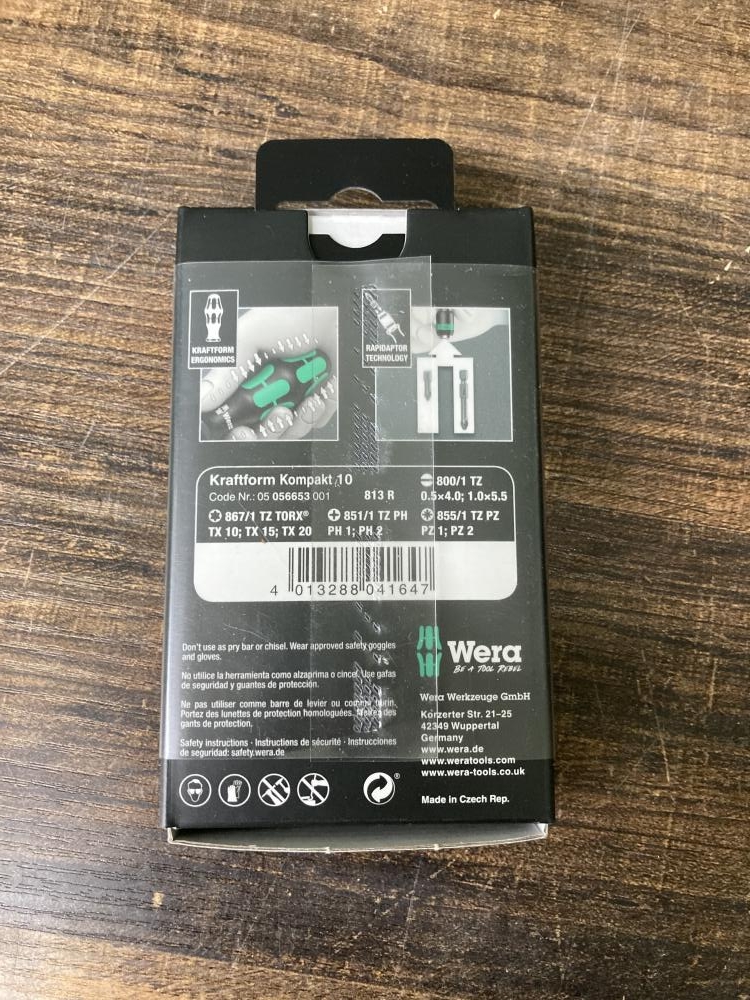 KRAFTFORM
ERGONOMICS
RAPIDAPTOR
TECHNOLOGY
Kraftform Kompakt 10
Code Nr.: 05 056653 001
813 R
800/1 TZ
0.5×4.0; 1.0×5.5
867/1 TZ TORX®
TX 10; TX 15; TX 20
851/1 TZ PH
PH 1; PH 2
855/1 TZ PZ
PZ 1; PZ 2
4 013288 041647
Don't use as pry bar or chisel. Wear approved safety goggles
and gloves.
No utilice la herramienta como alzaprima o cincel. Use gafas
de seguridad y guantes de protección.
Ne pas utiliser comme barre de levier ou comme burin.
Portez des lunettes de protection homologuées. Mettez des
gants de protection.
Safety instructions · Instructions de sécurité · Instrucciones
de seguridad: safety.wera.de
Wera
BE A TOOL REBEL
Wera Werkzeuge GmbH
Korzerter Str. 21–25
42349 Wuppertal
Germany
www.wera.de
www.weratools.com
www.wera-tools.co.uk
®
Made in Czech Rep.